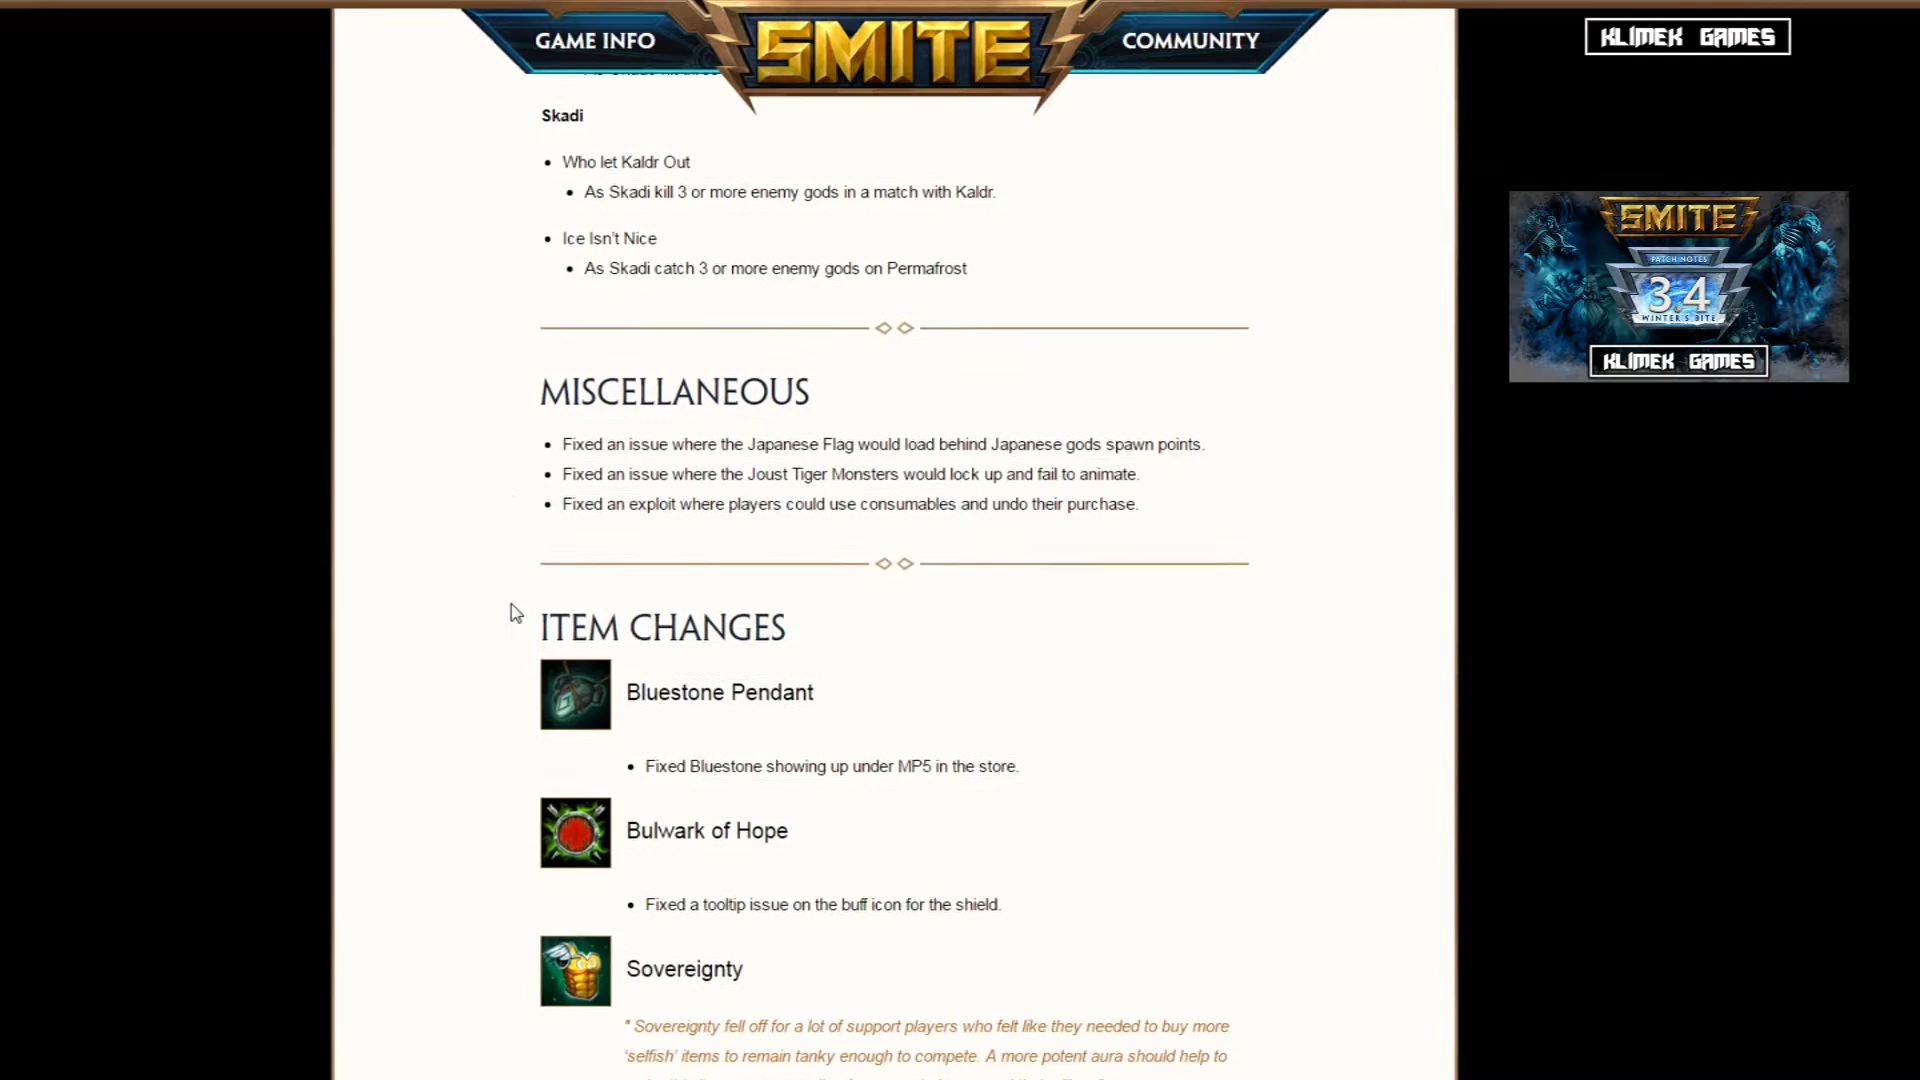 GAME INFO
SMITE
COMMUNITY
KLIMEK GAMES
Skadi
Who let Kaldr Out
As Skadi kill 3 or more enemy gods in a match with Kaldr.
Ice Isn't Nice
As Skadi catch 3 or more enemy gods on Permafrost
SMITE
PATCH NOTES
3.4
WINTER'S BITE
KLIMEK GAMES
MISCELLANEOUS
Fixed an issue where the Japanese Flag would load behind Japanese gods spawn points.
Fixed an issue where the Joust Tiger Monsters would lock up and fail to animate.
Fixed an exploit where players could use consumables and undo their purchase.
ITEM CHANGES
Bluestone Pendant
Fixed Bluestone showing up under MP5 in the store.
Bulwark of Hope
Fixed a tooltip issue on the buff icon for the shield.
Sovereignty
" Sovereignty fell off for a lot of support players who felt like they needed to buy more
'selfish' items to remain tanky enough to compete. A more potent aura should help to